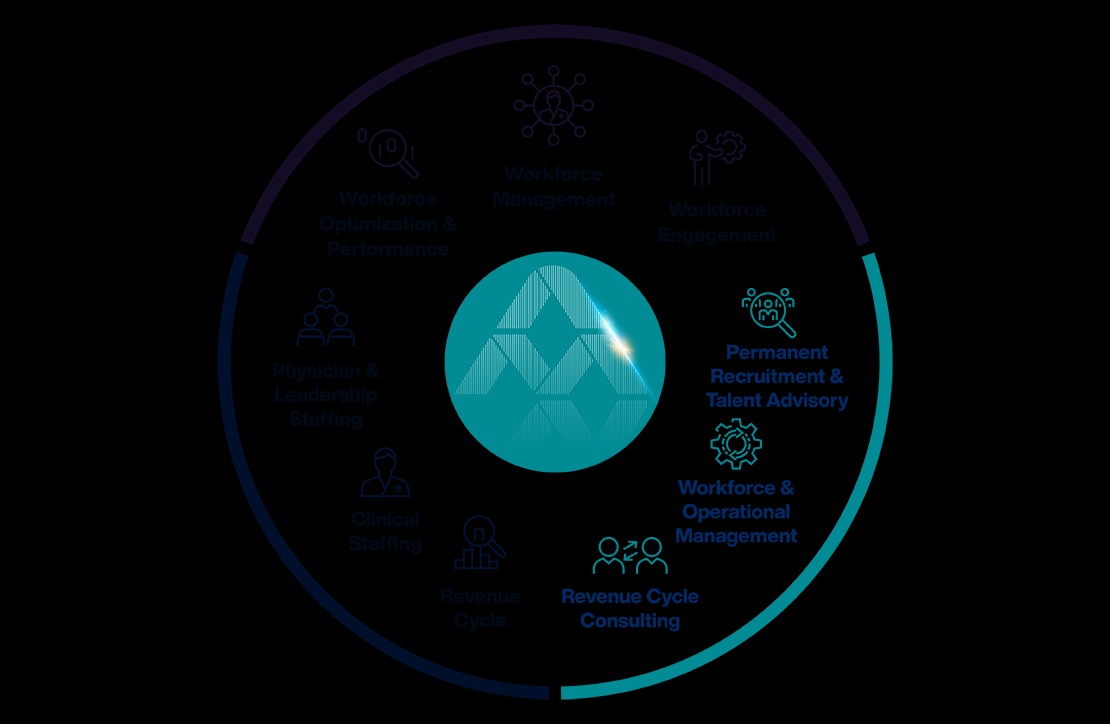 Workforce
Management
Workforce
Optimization &
Performance
Workforce
Engagement
Permanent
Recruitment &
Talent Advisory
Workforce &
Operational
Management
Revenue Cycle
Consulting
Revenue
Cycle
Clinical
Staffing
Physician &
Leadership
Staffing